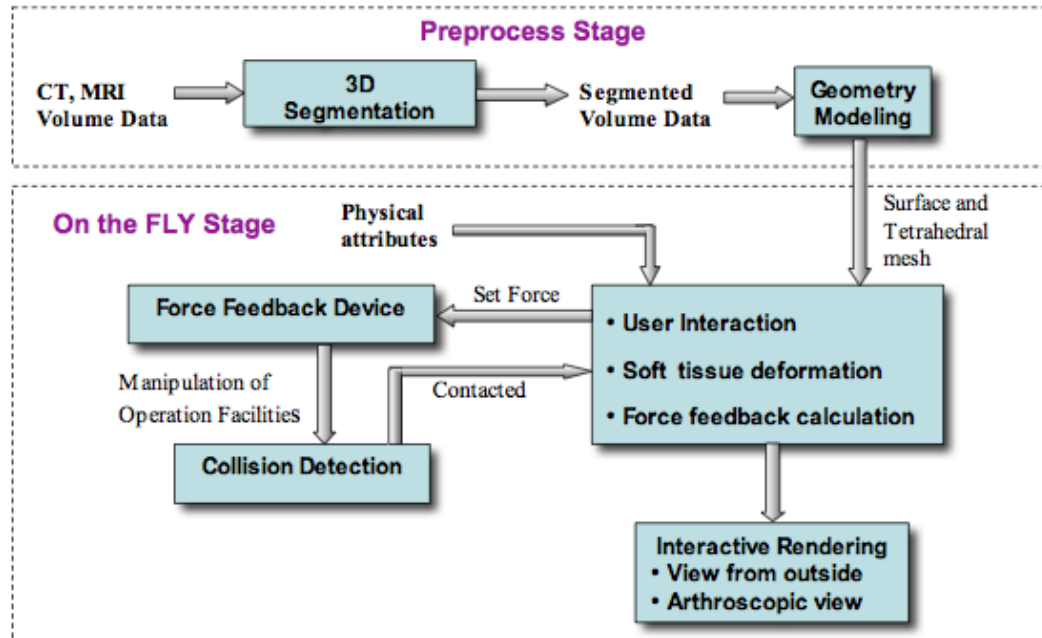 Preprocess Stage
CT, MRI
Volume Data
3D
Segmentation
Segmented
Volume Data
Geometry
Modeling
Surface and
Tetrahedral
mesh
On the FLY Stage
Physical
attributes
Force Feedback Device
Set Force
• User Interaction
• Soft tissue deformation
• Force feedback calculation
Manipulation of
Operation Facilities
Contacted
Collision Detection
Interactive Rendering
• View from outside
• Arthroscopic view